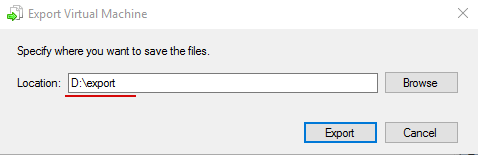 Export Virtual Machine
Specify where you want to save the files.
Location: D:\export Browse
Export Cancel